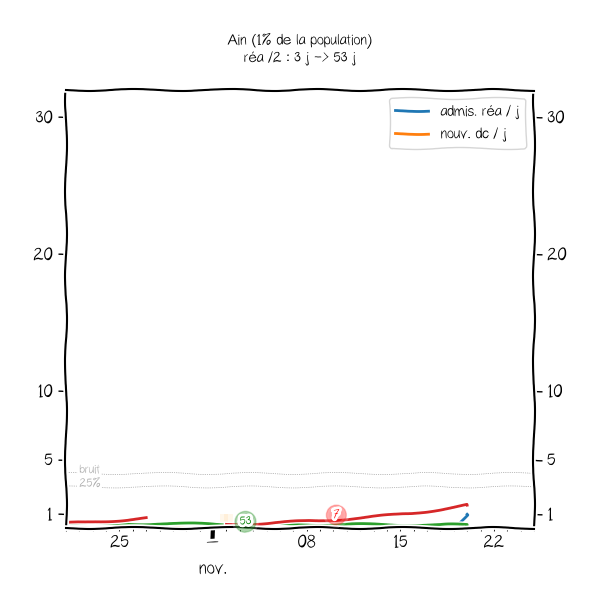 Ain (1% de la population)
réa /2 : 3 j -> 53 j
admis. réa / j
nouv. dc / j
30
30
20
20
10
10
5
5
bruit
25%
1
1
53
7
25
08
15
22
nov.